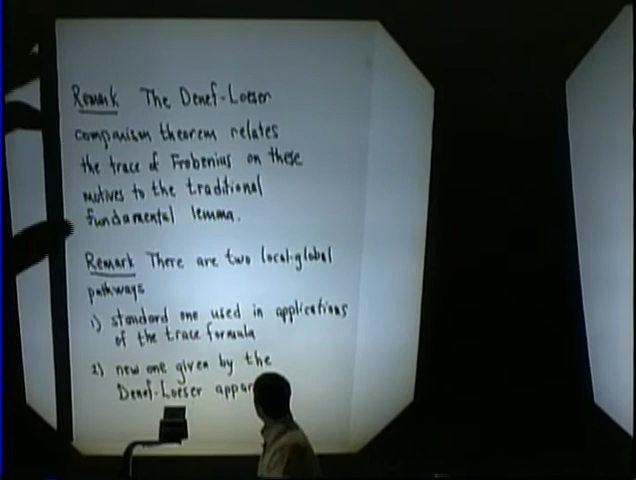 Remark The Denef-Loeser
comparison theorem relates
the trace of Frobenius on these
motives to the traditional
fundamental lemma.
Remark There are two local-global
pathways
1) standard one used in applications
of the trace formula
2) new one given by the
Denef-Loeser appar